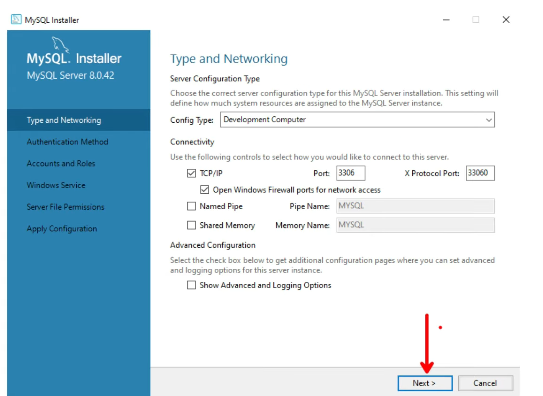 MySQL Installer
MySQL. Installer
MySQL Server 8.0.42
Type and Networking
Authentication Method
Accounts and Roles
Windows Service
Server File Permissions
Apply Configuration
Type and Networking
Server Configuration Type
Choose the correct server configuration type for this MySQL Server installation. This setting will
define how much system resources are assigned to the MySQL Server instance.
Config Type: Development Computer
Connectivity
Use the following controls to select how you would like to connect to this server.
TCP/IP Port: 3306 X Protocol Port: 33060
Open Windows Firewall ports for network access
Named Pipe Pipe Name: MYSQL
Shared Memory Memory Name: MYSQL
Advanced Configuration
Select the check box below to get additional configuration pages where you can set advanced
and logging options for this server instance.
Show Advanced and Logging Options
Next > Cancel